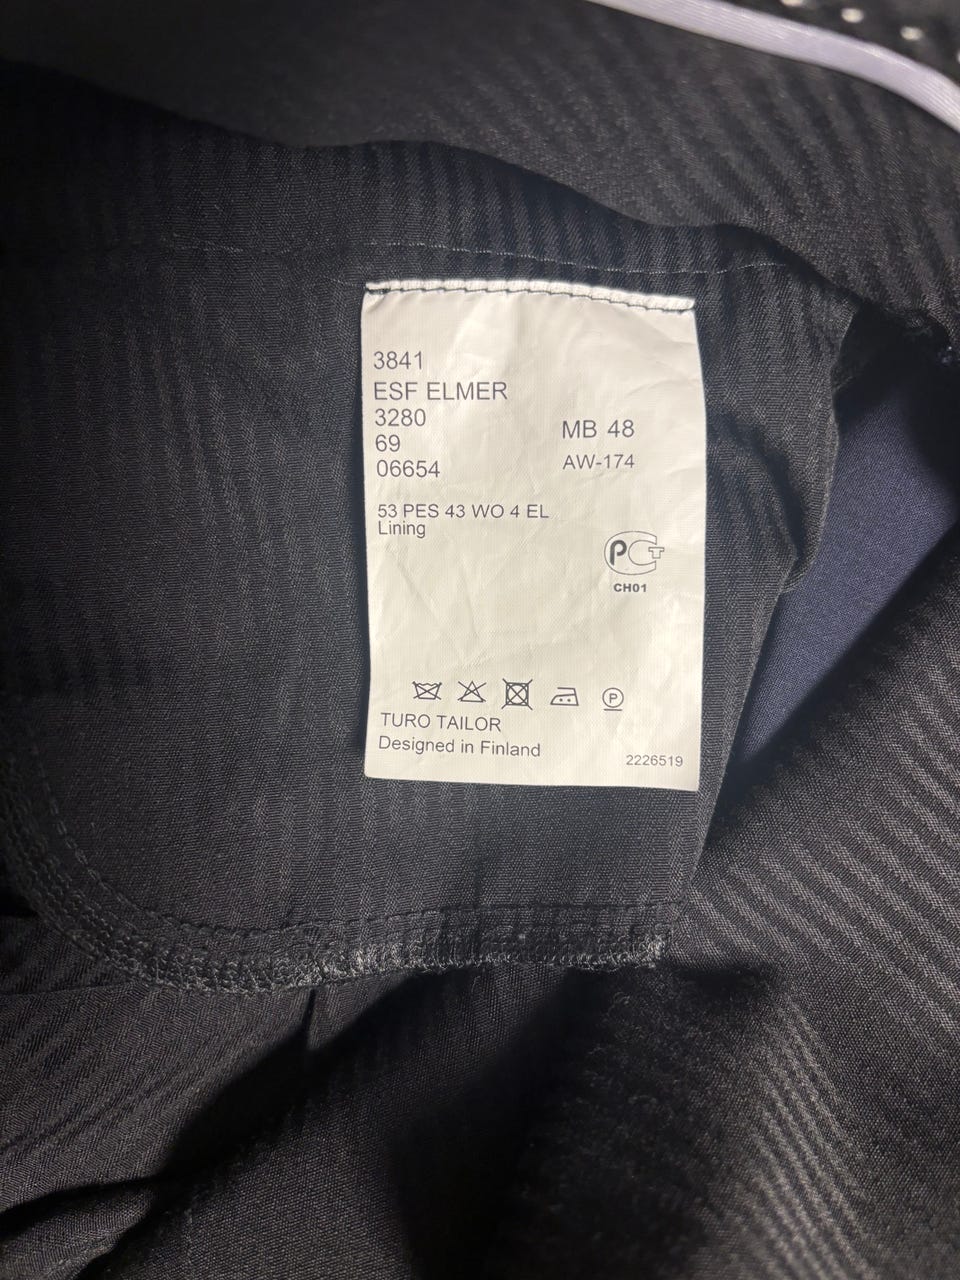 3841
ESF ELMER
3280
69
06654
MB 48
AW-174
53 PES 43 WO 4 EL
Lining
РСТ
CH01
P
TURO TAILOR
Designed in Finland
2226519